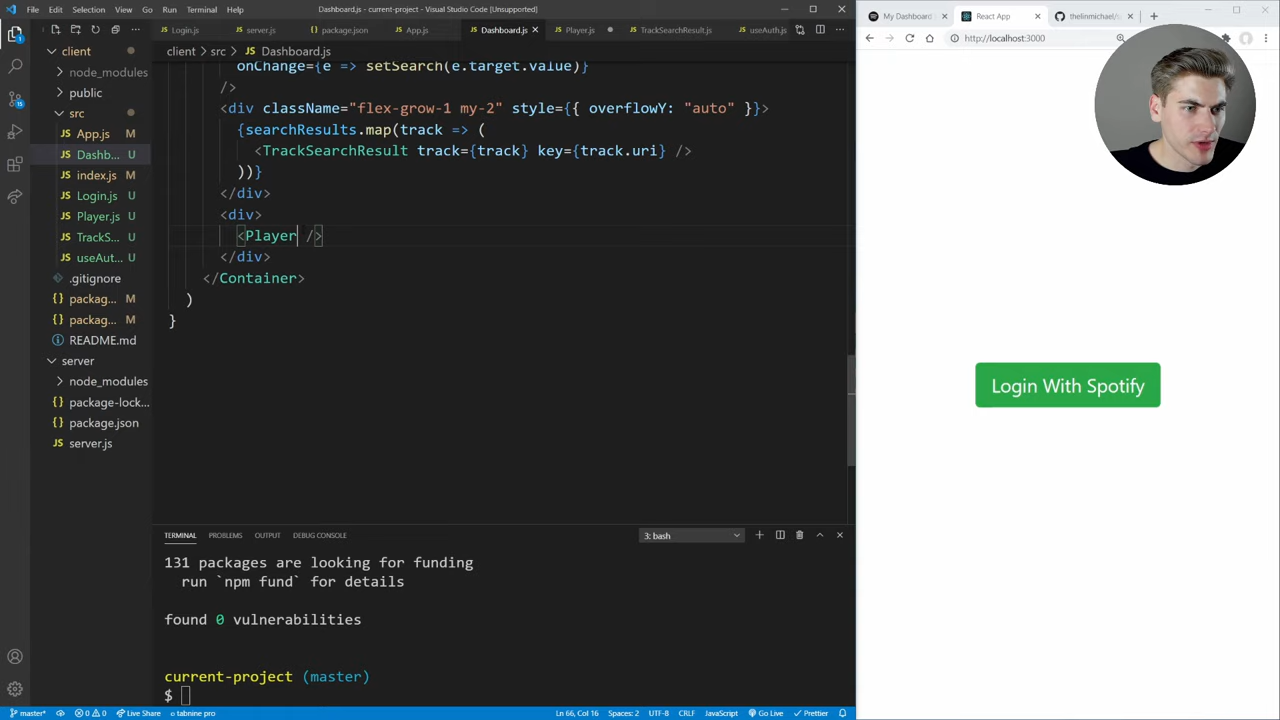 File Edit Selection View Go Run Terminal Help
Dashboard.js - current-project - Visual Studio Code [Unsupported]
Login.js
server.js
package.json
App.js
Dashboard.js
Player.js
TrackSearchResult.js
useAuth.js
client > src > Dashboard.js
client
node_modules
public
src
App.js
Dashb... U
index.js
Login.js U
Player.js U
TrackS... U
useAut... U
.gitignore
packag... M
packag... M
README.md
server
node_modules
package-lock...
package.json
server.js
onChange={e => setSearch(e.target.value)}
/>
<div className="flex-grow-1 my-2" style={{ overflowY: "auto" }}>
{searchResults.map(track => (
<TrackSearchResult track={track} key={track.uri} />
))}
</div>
<div>
<Player />
</div>
</Container>
)
}
TERMINAL PROBLEMS OUTPUT DEBUG CONSOLE
3: bash
131 packages are looking for funding
run `npm fund` for details
found 0 vulnerabilities
current-project (master)
$
master* 0 0 Live Share tabnine pro
Ln 66, Col 16 Spaces: 2 UTF-8 CRLF JavaScript Go Live Prettier
My Dashboard
React App
thelinmichael/
http://localhost:3000
Login With Spotify